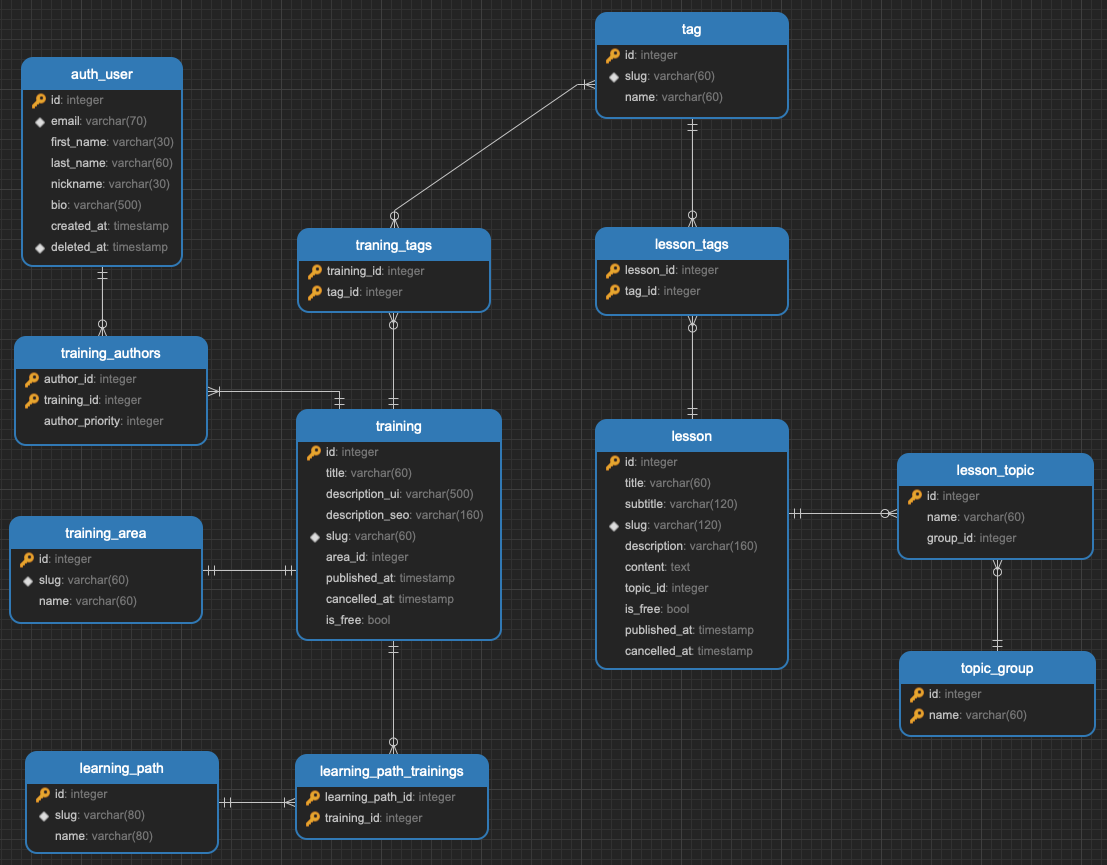 tag
id: integer
slug: varchar(60)
name: varchar(60)
auth_user
id: integer
email: varchar(70)
first_name: varchar(30)
last_name: varchar(60)
nickname: varchar(30)
bio: varchar(500)
created_at: timestamp
deleted_at: timestamp
traning_tags
training_id: integer
tag_id: integer
lesson_tags
lesson_id: integer
tag_id: integer
training_authors
author_id: integer
training_id: integer
author_priority: integer
training
id: integer
title: varchar(60)
description_ui: varchar(500)
description_seo: varchar(160)
slug: varchar(60)
area_id: integer
published_at: timestamp
cancelled_at: timestamp
is_free: bool
lesson
id: integer
title: varchar(60)
subtitle: varchar(120)
slug: varchar(120)
description: varchar(160)
content: text
topic_id: integer
is_free: bool
published_at: timestamp
cancelled_at: timestamp
lesson_topic
id: integer
name: varchar(60)
group_id: integer
training_area
id: integer
slug: varchar(60)
name: varchar(60)
topic_group
id: integer
name: varchar(60)
learning_path
id: integer
slug: varchar(80)
name: varchar(80)
learning_path_trainings
learning_path_id: integer
training_id: integer